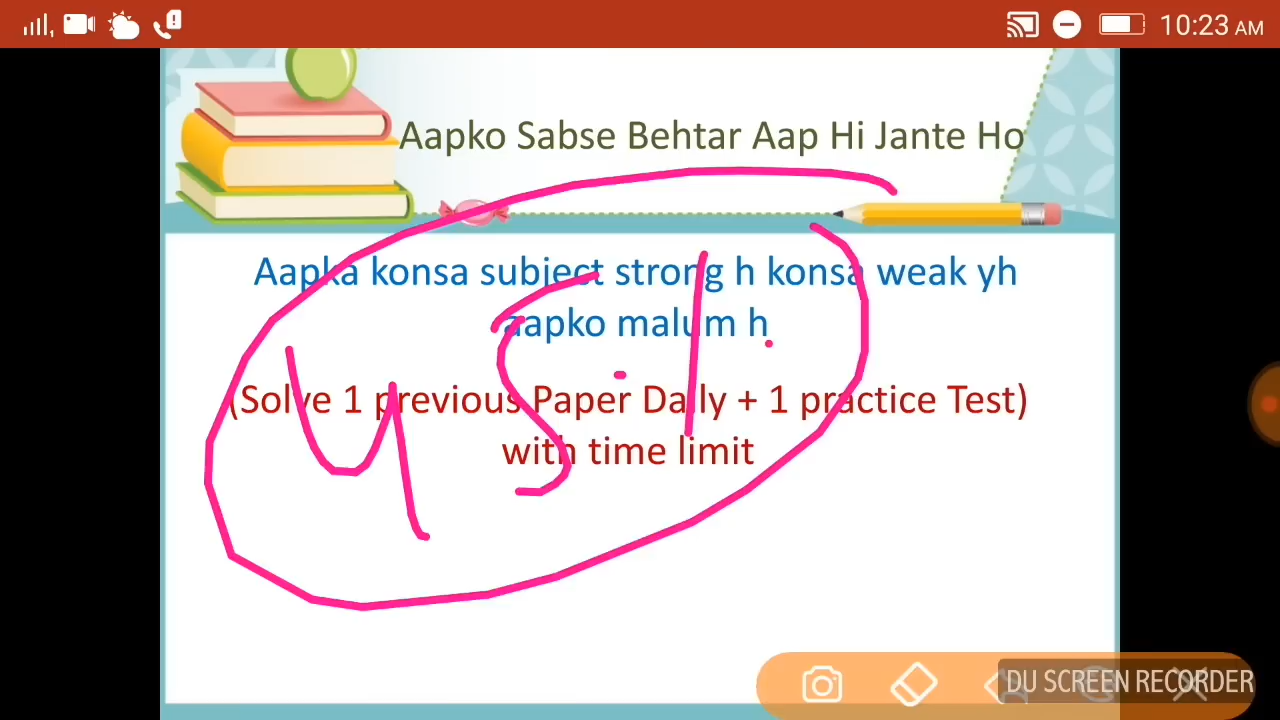 10:23 AM
Aapko Sabse Behtar Aap Hi Jante Ho
Aapka konsa subject strong h konsa weak yh
aapko malum h
45%
(Solve 1 previous Paper Daily + 1 practice Test)
with time limit
DU SCREEN RECORDER